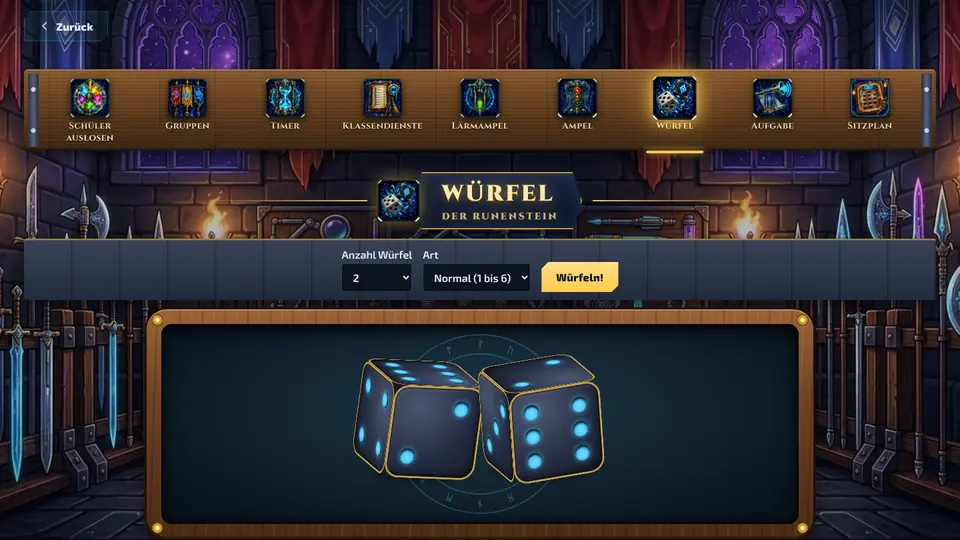 Zurück
SCHÜLER
AUSLOSEN
GRUPPEN
TIMER
KLASSENDIENSTE
LÄRMAMPEL
AMPEL
WÜRFEL
AUFGABE
SITZPLAN
WÜRFEL
DER RUNENSTEIN
Anzahl Würfel Art
2 Normal (1 bis 6) Würfeln!